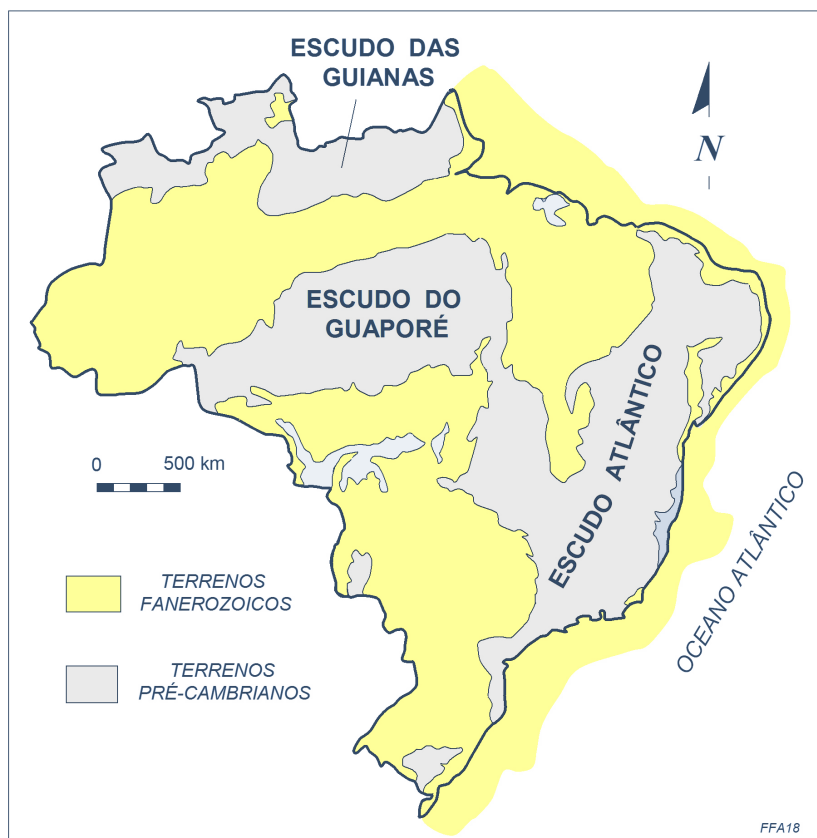 ESCUDO DAS
GUIANAS
N
ESCUDO DO
GUAPORÉ
ESCUDO ATLÂNTICO
0 500 km
OCEANO ATLÂNTICO
TERRENOS
FANEROZOICOS
TERRENOS
PRÉ-CAMBRIANOS
FFA18